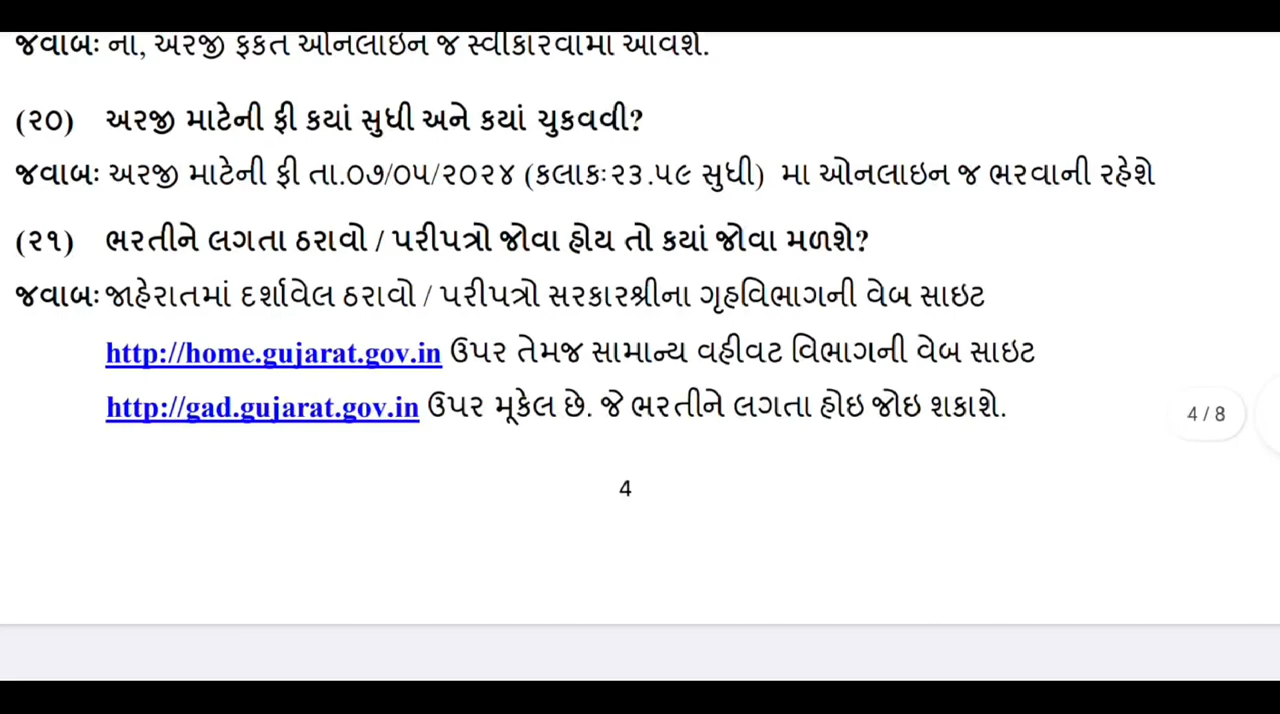 જવાબઃ ના, અરજી ફકત ઓનલાઇન જ સ્વીકારવામા આવશે.
(૨૦) અરજી માટેની ફી કયાં સુધી અને કયાં ચુકવવી?
જવાબઃ અરજી માટેની ફી તા.૦૭/૦૫/૨૦૨૪ (કલાકઃ૨૩.૫૯ સુધી) મા ઓનલાઇન જ ભરવાની રહેશે
(૨૧) ભરતીને લગતા ઠરાવો / પરીપત્રો જોવા હોય તો કયાં જોવા મળશે?
જવાબઃ જાહેરાતમાં દર્શાવેલ ઠરાવો / પરીપત્રો સરકારશ્રીના ગૃહવિભાગની વેબ સાઇટ
http://home.gujarat.gov.in ઉપર તેમજ સામાન્ય વહીવટ વિભાગની વેબ સાઇટ
http://gad.gujarat.gov.in ઉપર મૂકેલ છે. જે ભરતીને લગતા હોઇ જોઇ શકાશે.
4 / 8
4